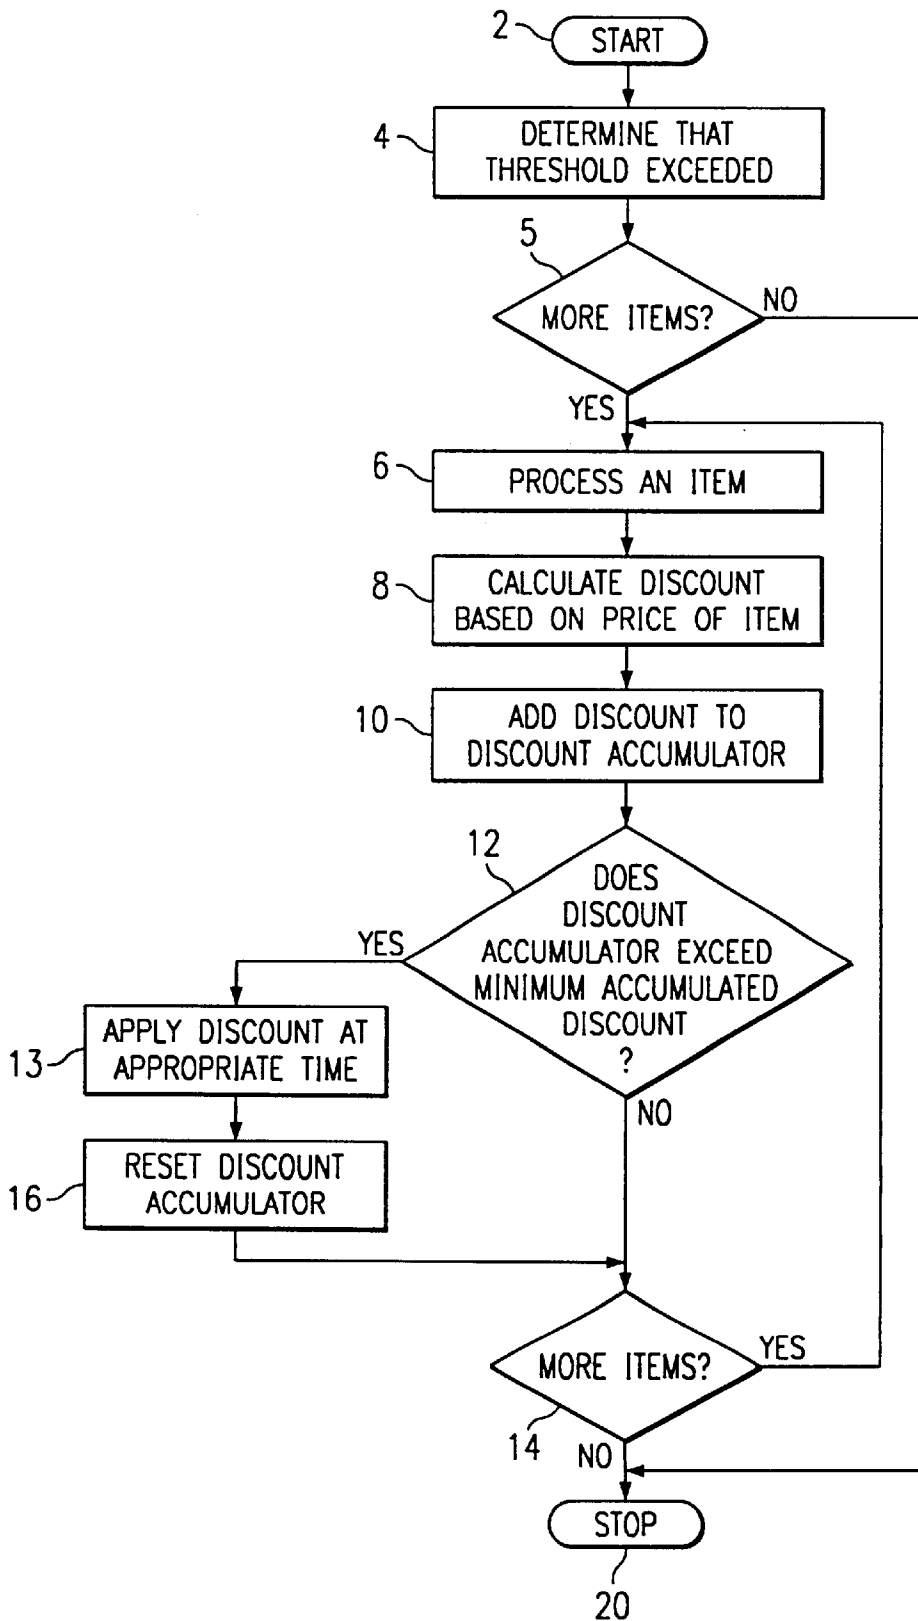 2
START
4
DETERMINE THAT
THRESHOLD EXCEEDED
5
MORE ITEMS?
NO
YES
6
PROCESS AN ITEM
8
CALCULATE DISCOUNT
BASED ON PRICE OF ITEM
10
ADD DISCOUNT TO
DISCOUNT ACCUMULATOR
12
DOES
DISCOUNT
ACCUMULATOR EXCEED
MINIMUM ACCUMULATED
DISCOUNT
?
YES
NO
13
APPLY DISCOUNT AT
APPROPRIATE TIME
16
RESET DISCOUNT
ACCUMULATOR
MORE ITEMS?
YES
14
NO
STOP
20